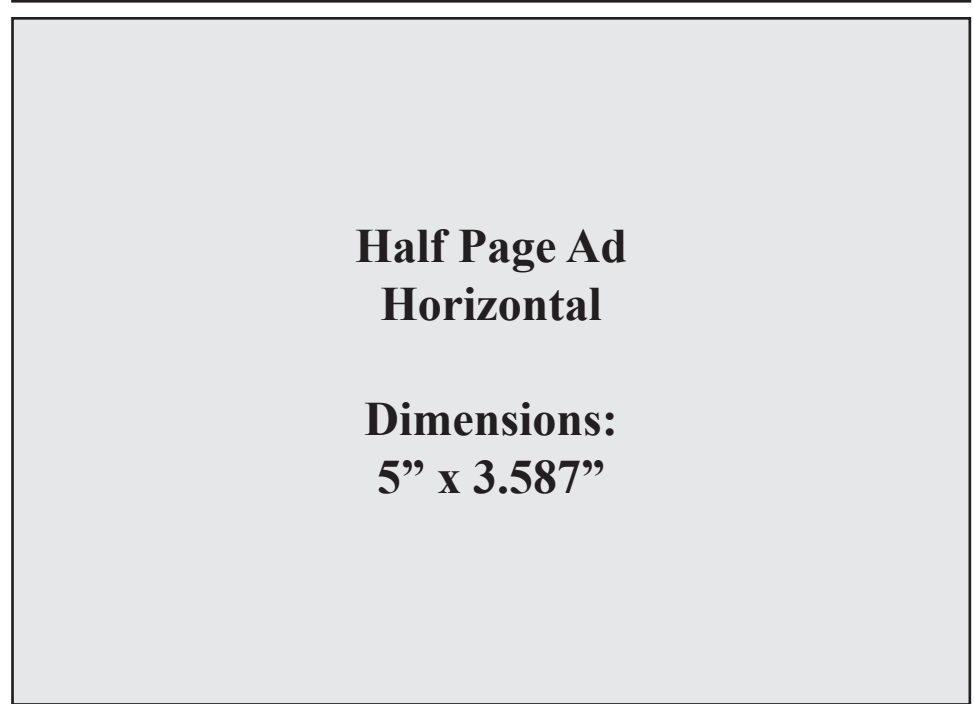 Half Page Ad
Horizontal
Dimensions:
5” x 3.587”